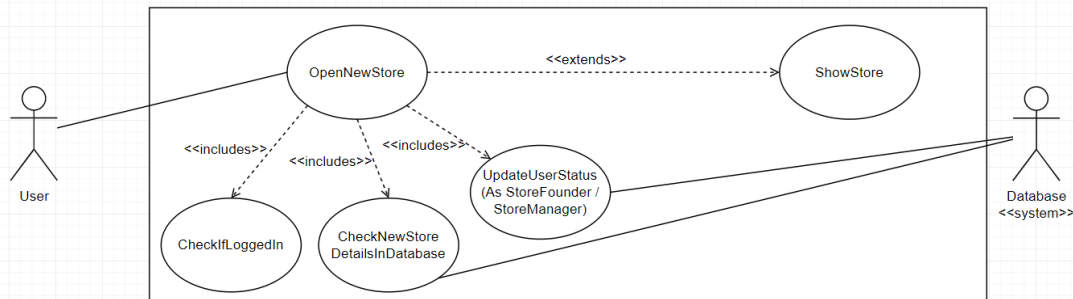 <<extends>>
OpenNewStore
ShowStore
<<includes>>
<<includes>>
<<includes>>
UpdateUserStatus
(As StoreFounder /
StoreManager)
User
Database
<<system>>
CheckIfLoggedIn
CheckNewStore
DetailsInDatabase